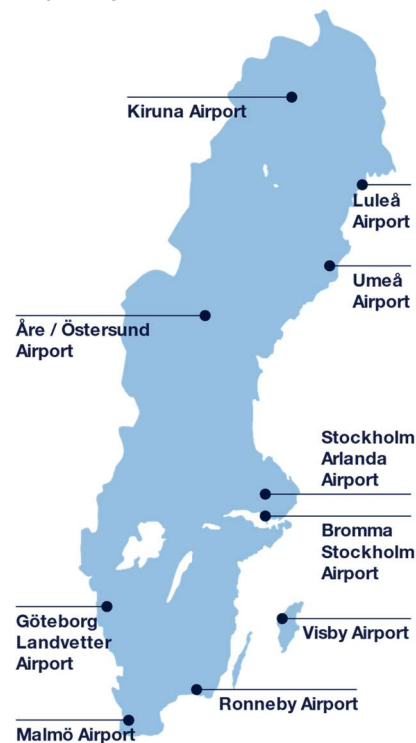 Kiruna Airport
Luleå
Airport
Umeå
Airport
Åre / Östersund
Airport
Stockholm
Arlanda
Airport
Bromma
Stockholm
Airport
Göteborg
Landvetter
Airport
Visby Airport
Ronneby Airport
Malmö Airport